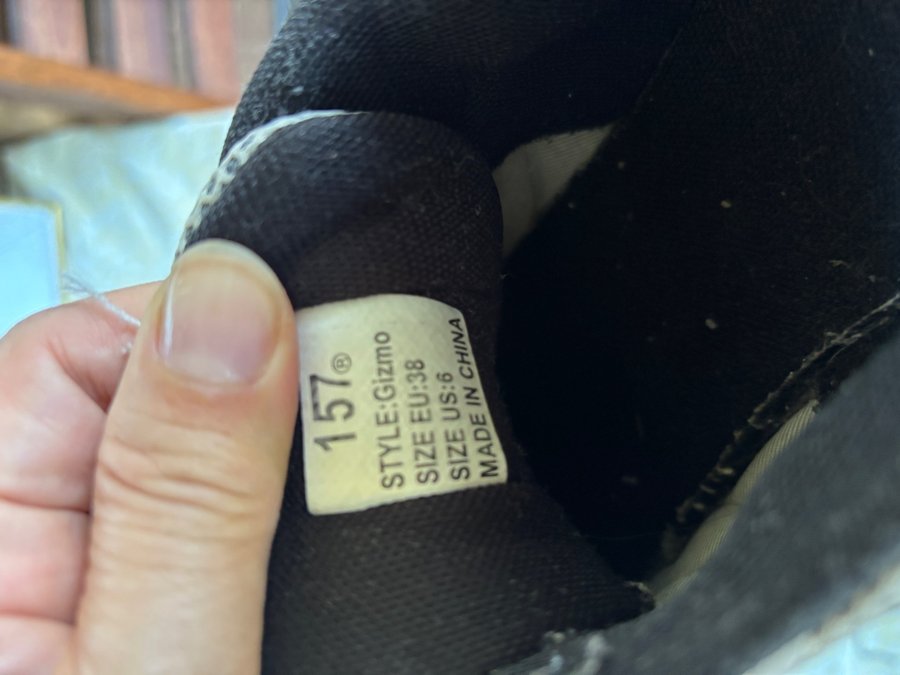 157®
STYLE:Gizmo
SIZE EU:38
SIZE US:6
MADE IN CHINA